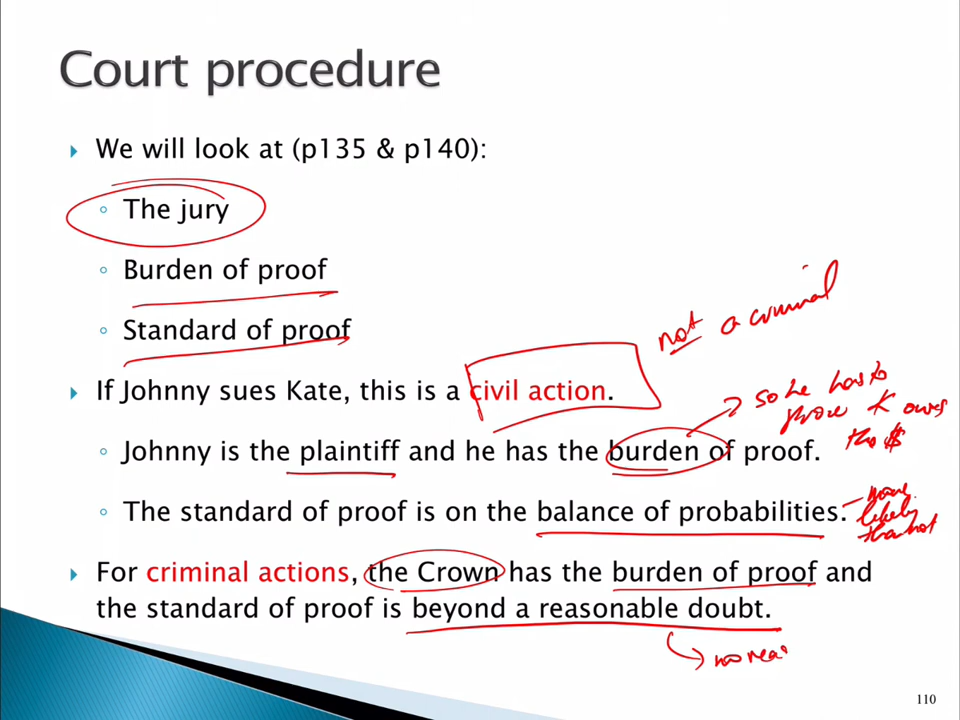 Court procedure
We will look at (p135 & p140):
The jury
Burden of proof
Standard of proof
not a criminal
If Johnny sues Kate, this is a civil action.
so he has to
prove K owes
the $
Johnny is the plaintiff and he has the burden of proof.
The standard of proof is on the balance of probabilities.
- more
likely
than not
For criminal actions, the Crown has the burden of proof and
the standard of proof is beyond a reasonable doubt.
no reas
110